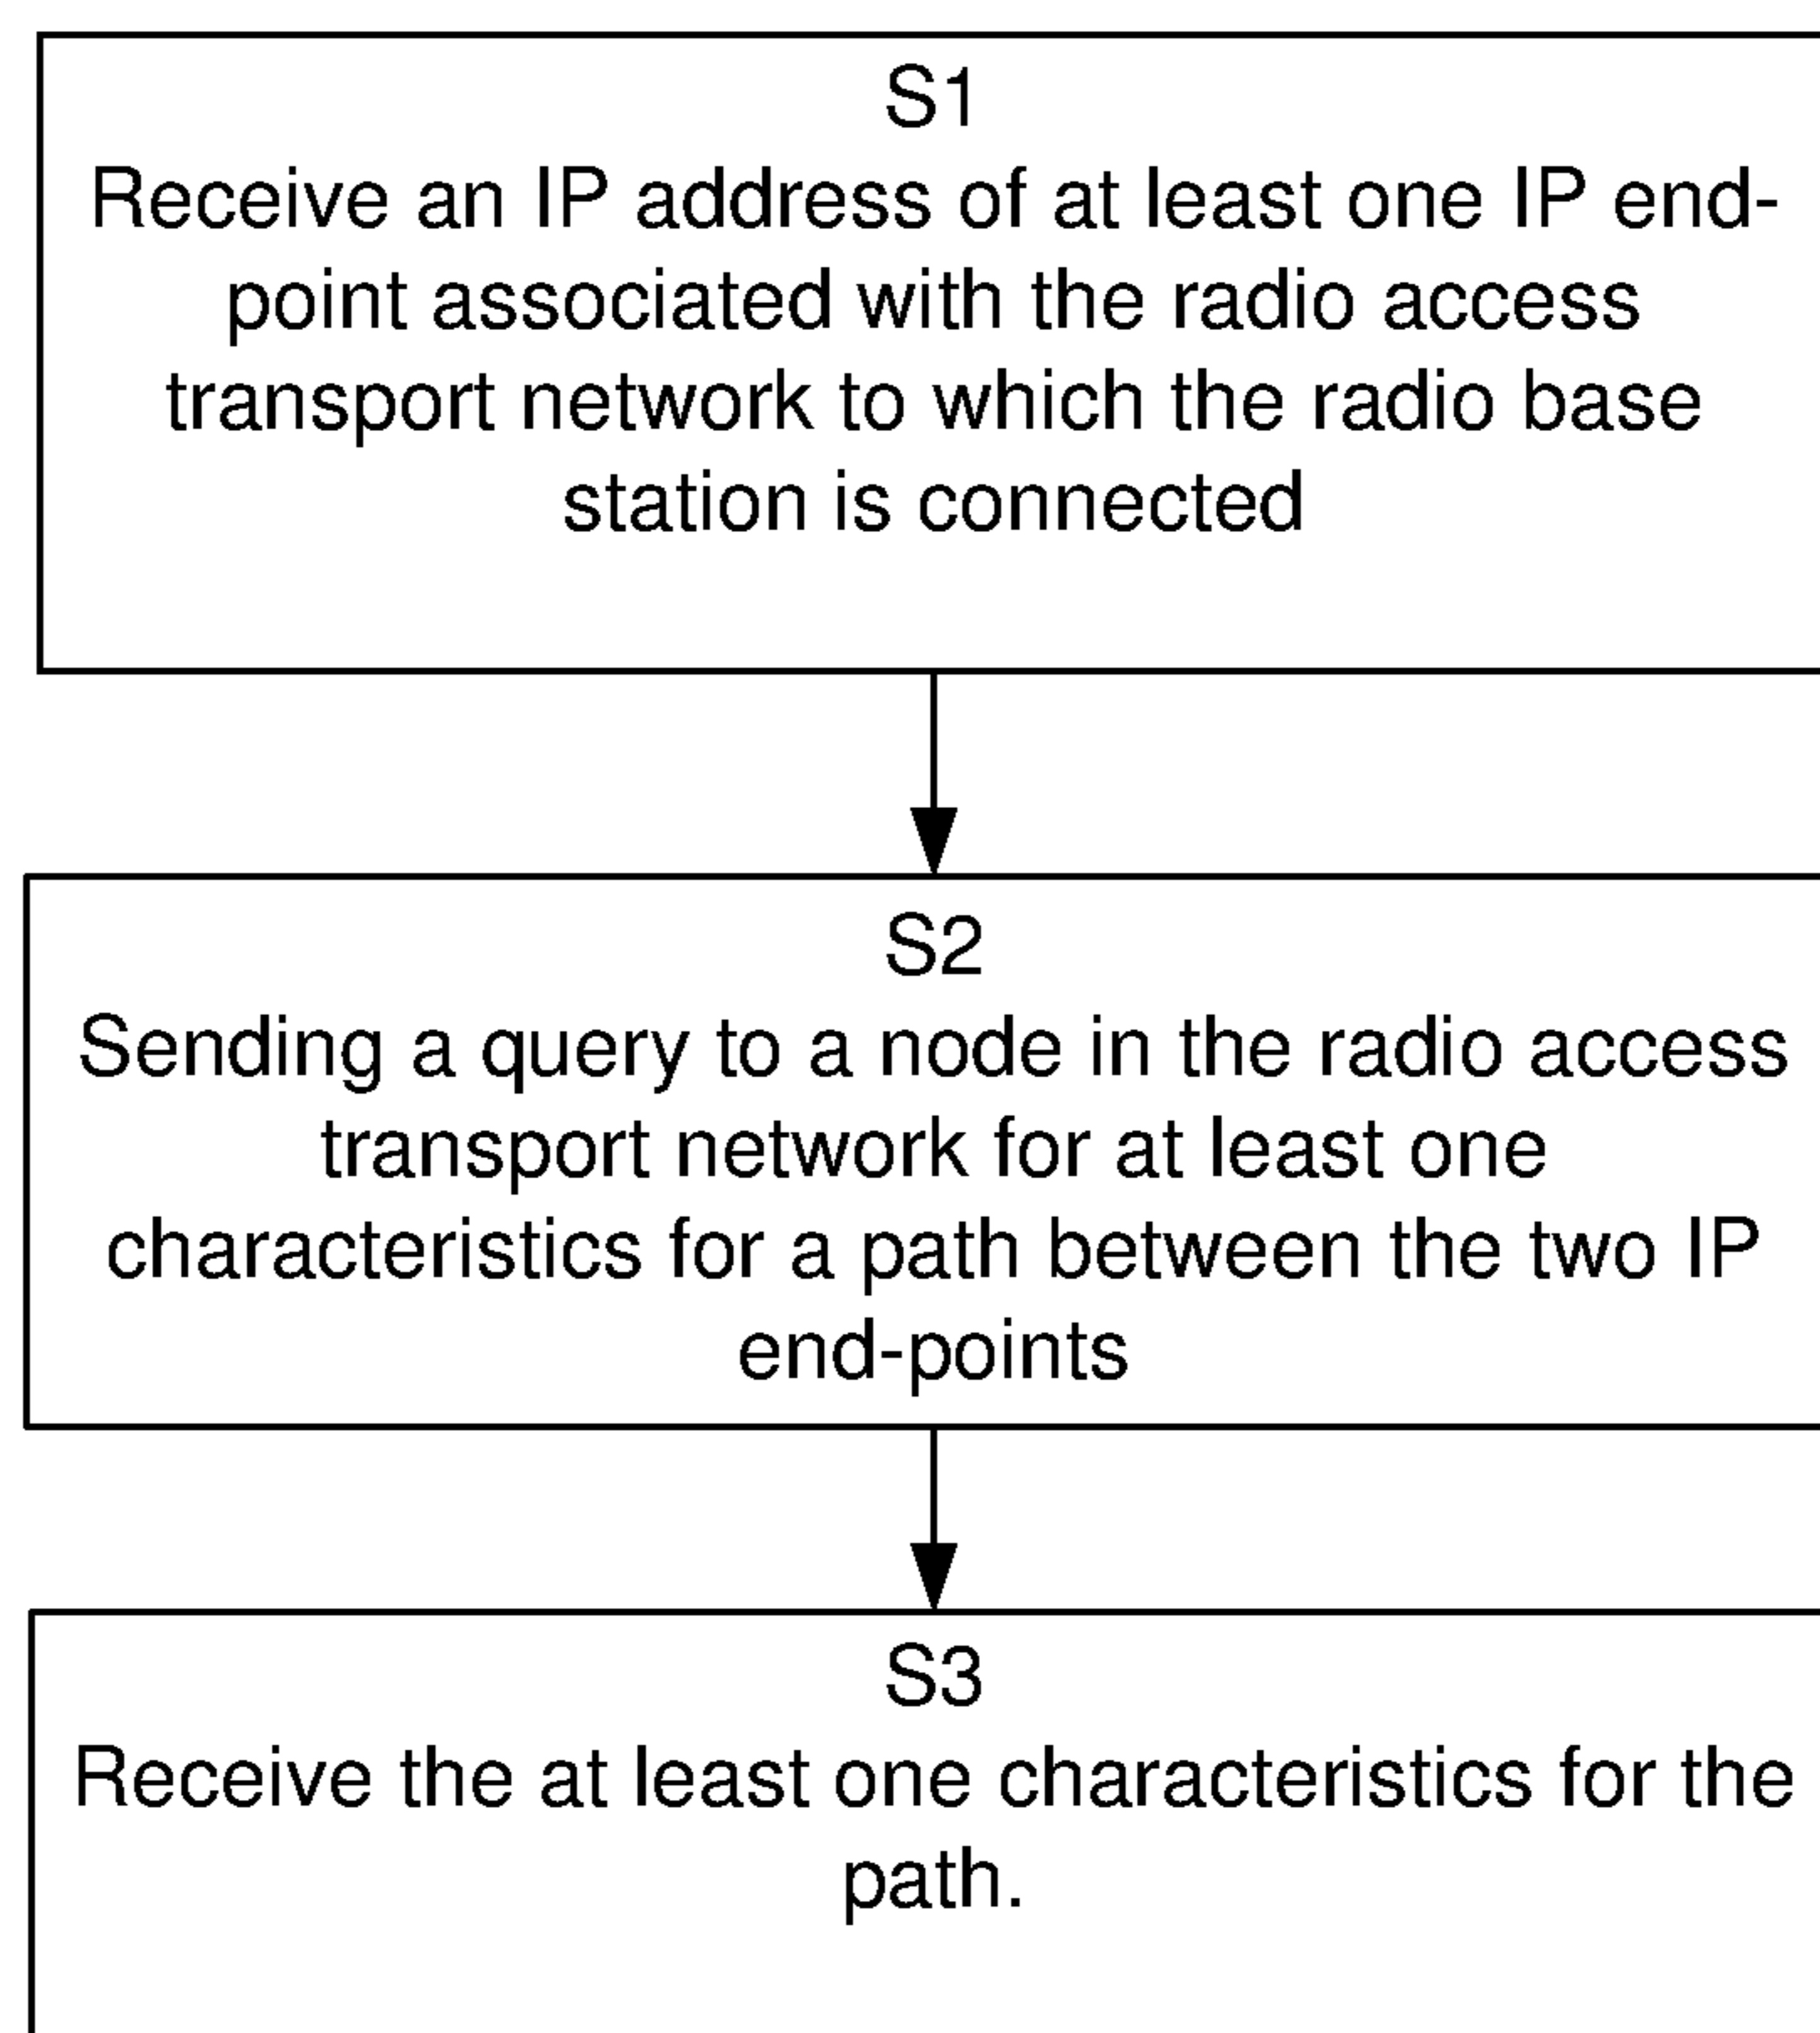 S1
Receive an IP address of at least one IP end-
point associated with the radio access
transport network to which the radio base
station is connected
S2
Sending a query to a node in the radio access
transport network for at least one
characteristics for a path between the two IP
end-points
S3
Receive the at least one characteristics for the
path.